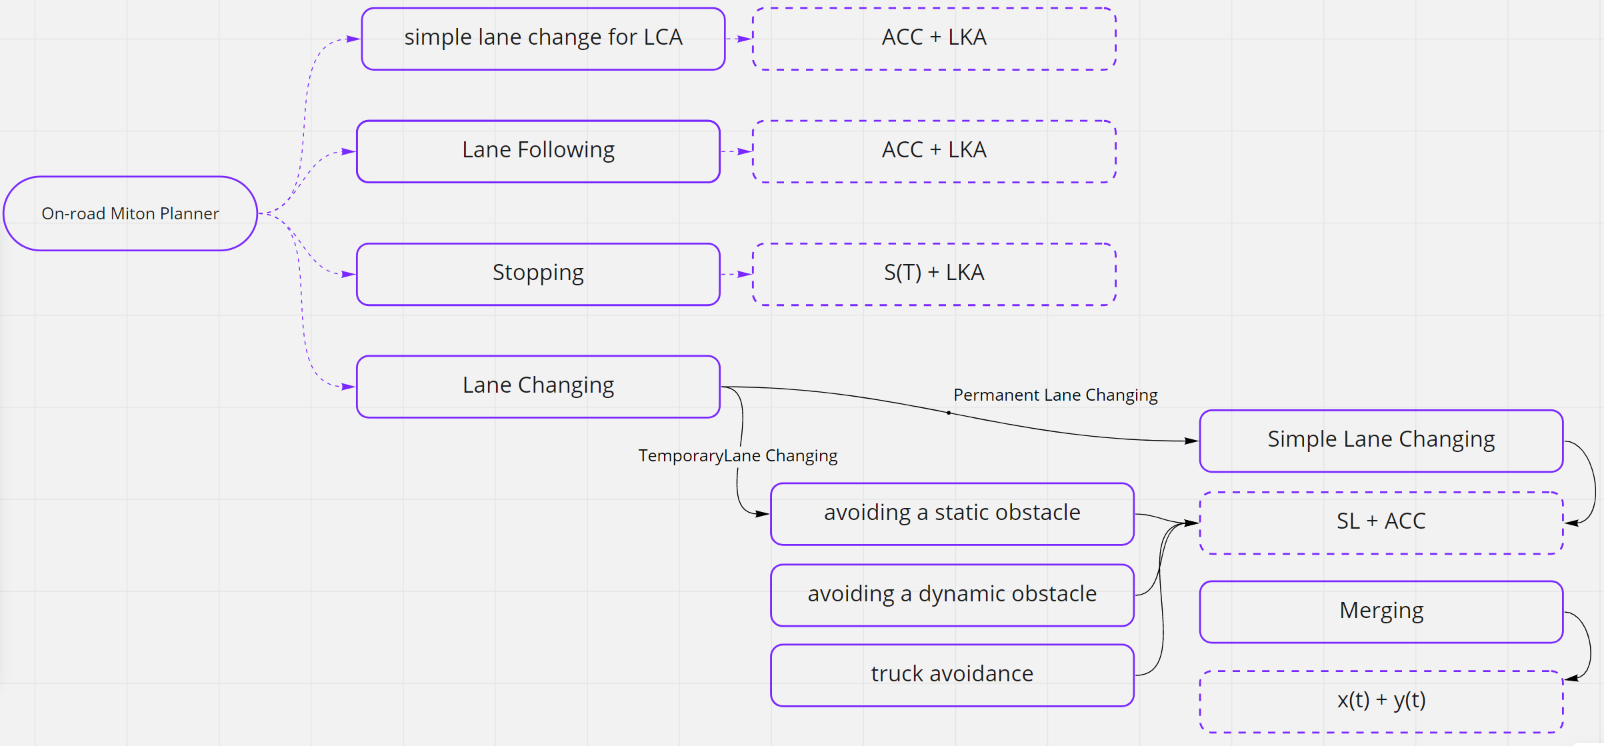 simple lane change for LCA
ACC + LKA
Lane Following
ACC + LKA
On-road Miton Planner
Stopping
S(T) + LKA
Lane Changing
Permanent Lane Changing
TemporaryLane Changing
Simple Lane Changing
avoiding a static obstacle
SL + ACC
avoiding a dynamic obstacle
Merging
truck avoidance
x(t) + y(t)